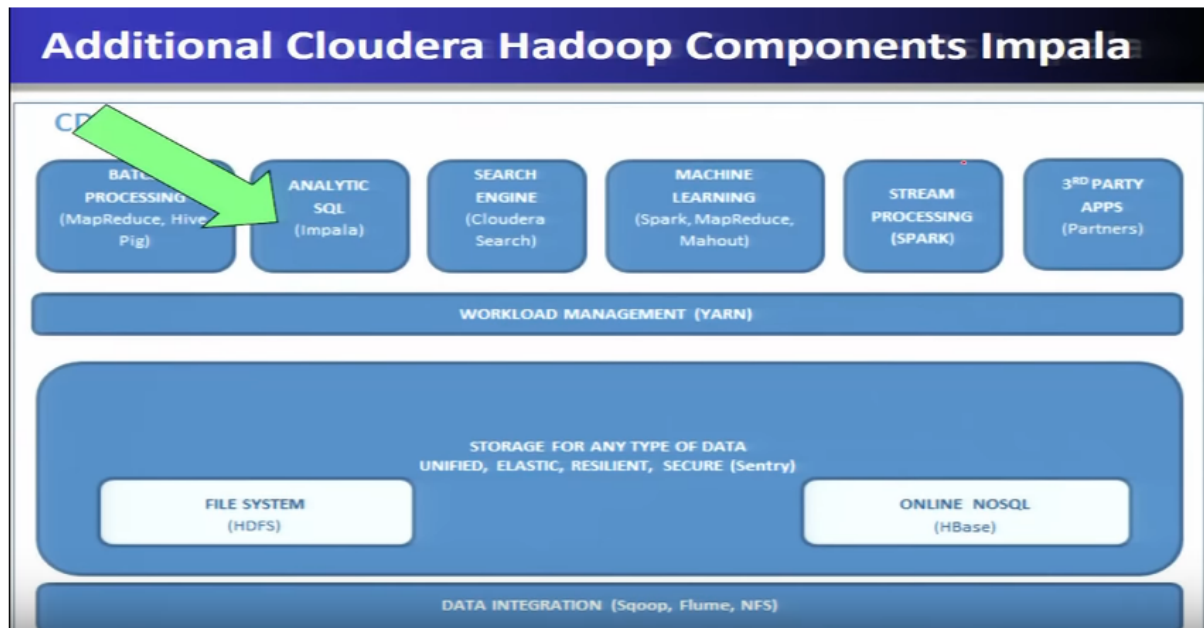 Additional Cloudera Hadoop Components Impala
PROCESSING
(MapReduce, Hive
Pig)
ANALYTIC
SQL
(Impala)
SEARCH
ENGINE
(Cloudera
Search)
MACHINE
LEARNING
(Spark, MapReduce,
Mahout)
STREAM
PROCESSING
(SPARK)
3RD PARTY
APPS
(Partners)
WORKLOAD MANAGEMENT (YARN)
STORAGE FOR ANY TYPE OF DATA
UNIFIED, ELASTIC, RESILIENT, SECURE (Sentry)
FILE SYSTEM
(HDFS)
ONLINE NOSQL
(HBase)
DATA INTEGRATION (Sqoop, Flume, NFS)